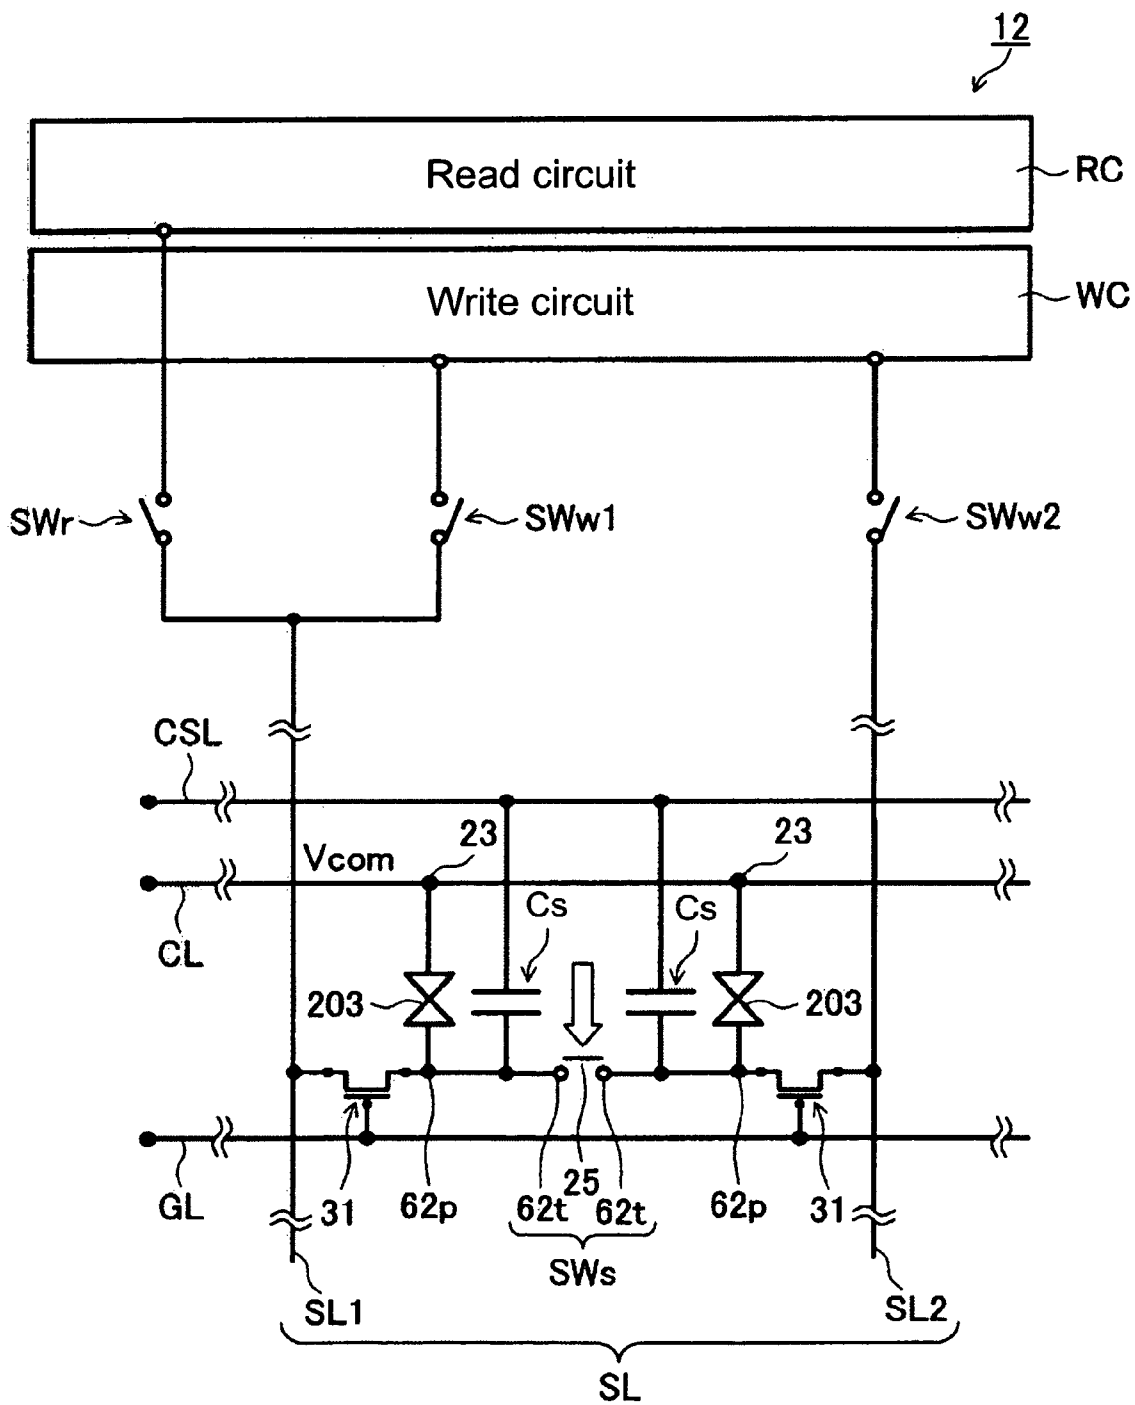 12
Read circuit
RC
Write circuit
WC
SWr
SWw1
SWw2
CSL
Vcom
23
23
CL
Cs
Cs
203
203
GL
31
62p
62t
25
62t
62p
31
SWs
SL1
SL2
SL